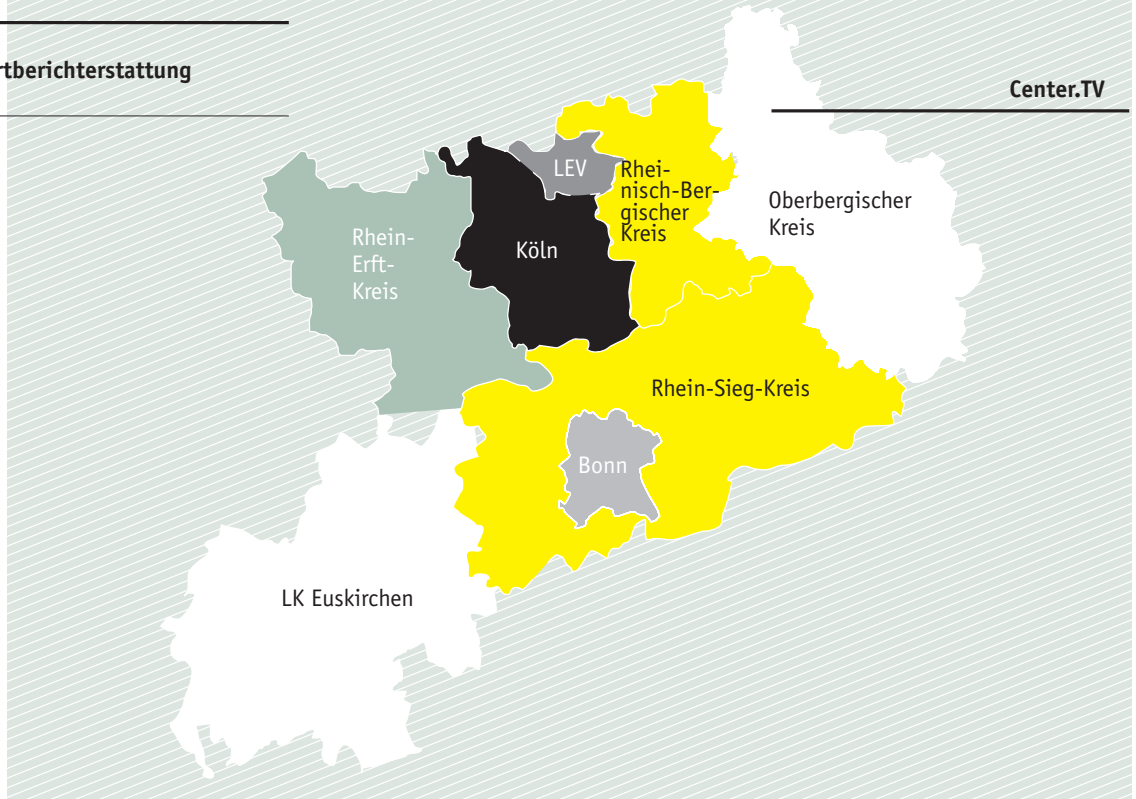 rtberichterstattung
Center.TV
LEV
Rhei-
nisch-Ber-
gischer
Kreis
Oberbergischer
Kreis
Rhein-
Erft-
Kreis
Köln
Rhein-Sieg-Kreis
Bonn
LK Euskirchen